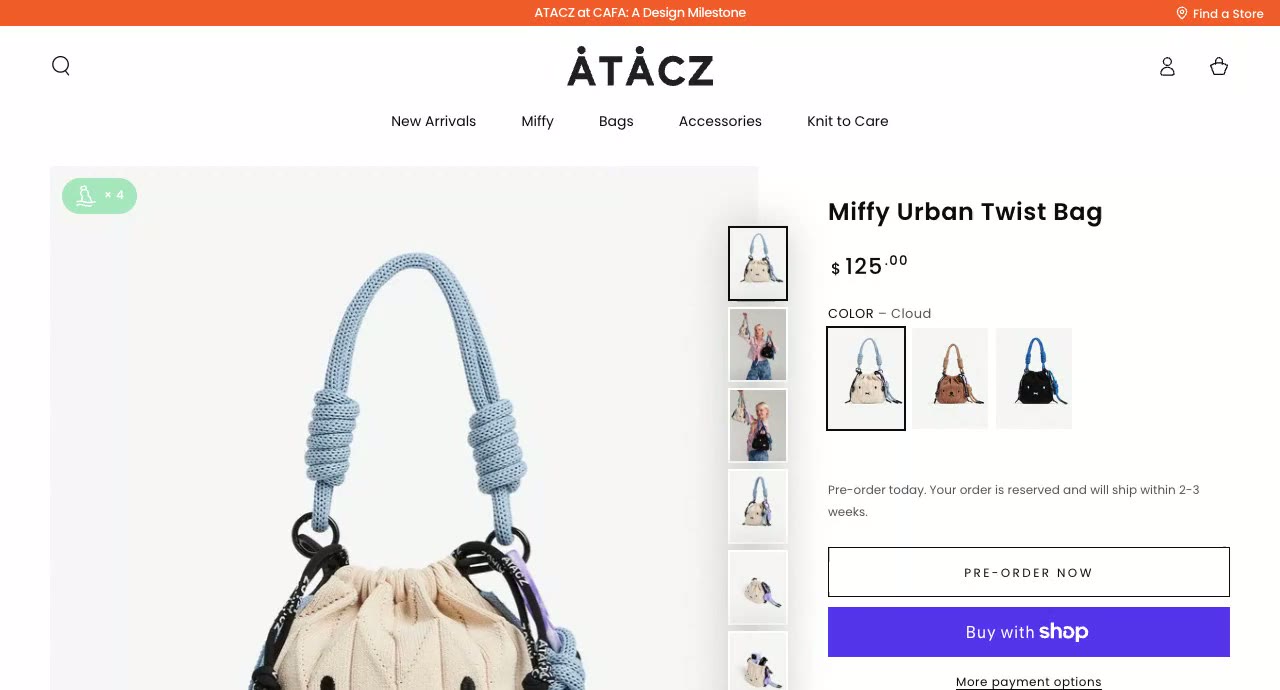 ATACZ at CAFA: A Design Milestone
Find a Store
ÅTÅCZ
New Arrivals
Miffy
Bags
Accessories
Knit to Care
× 4
Miffy Urban Twist Bag
$125.00
COLOR – Cloud
Pre-order today. Your order is reserved and will ship within 2-3
weeks.
PRE-ORDER NOW
Buy with shop
More payment options
ATACZ